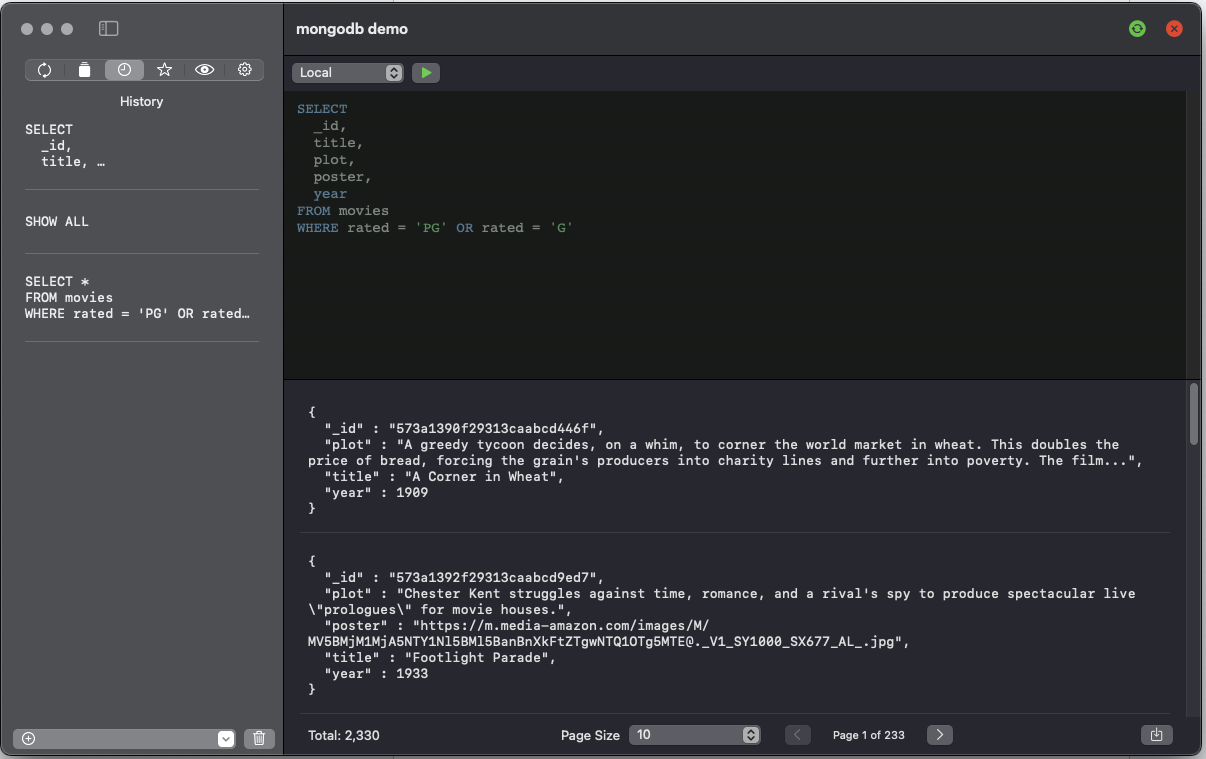 mongodb demo
History
SELECT
_id,
title, …
SHOW ALL
SELECT *
FROM movies
WHERE rated = 'PG' OR rated…
Local
SELECT
_id,
title,
plot,
poster,
year
FROM movies
WHERE rated = 'PG' OR rated = 'G'
{
"_id" : "573a1390f29313caabcd446f",
"plot" : "A greedy tycoon decides, on a whim, to corner the world market in wheat. This doubles the
price of bread, forcing the grain's producers into charity lines and further into poverty. The film...",
"title" : "A Corner in Wheat",
"year" : 1909
}
{
"_id" : "573a1392f29313caabcd9ed7",
"plot" : "Chester Kent struggles against time, romance, and a rival's spy to produce spectacular live
\"prologues\" for movie houses.",
"poster" : "https://m.media-amazon.com/images/M/
MV5BMjM1MjA5NTY1Nl5BMl5BanBnXkFtZTgwNTQ1OTg5MTE@._V1_SY1000_SX677_AL_.jpg",
"title" : "Footlight Parade",
"year" : 1933
}
Total: 2,330
Page Size
10
Page 1 of 233